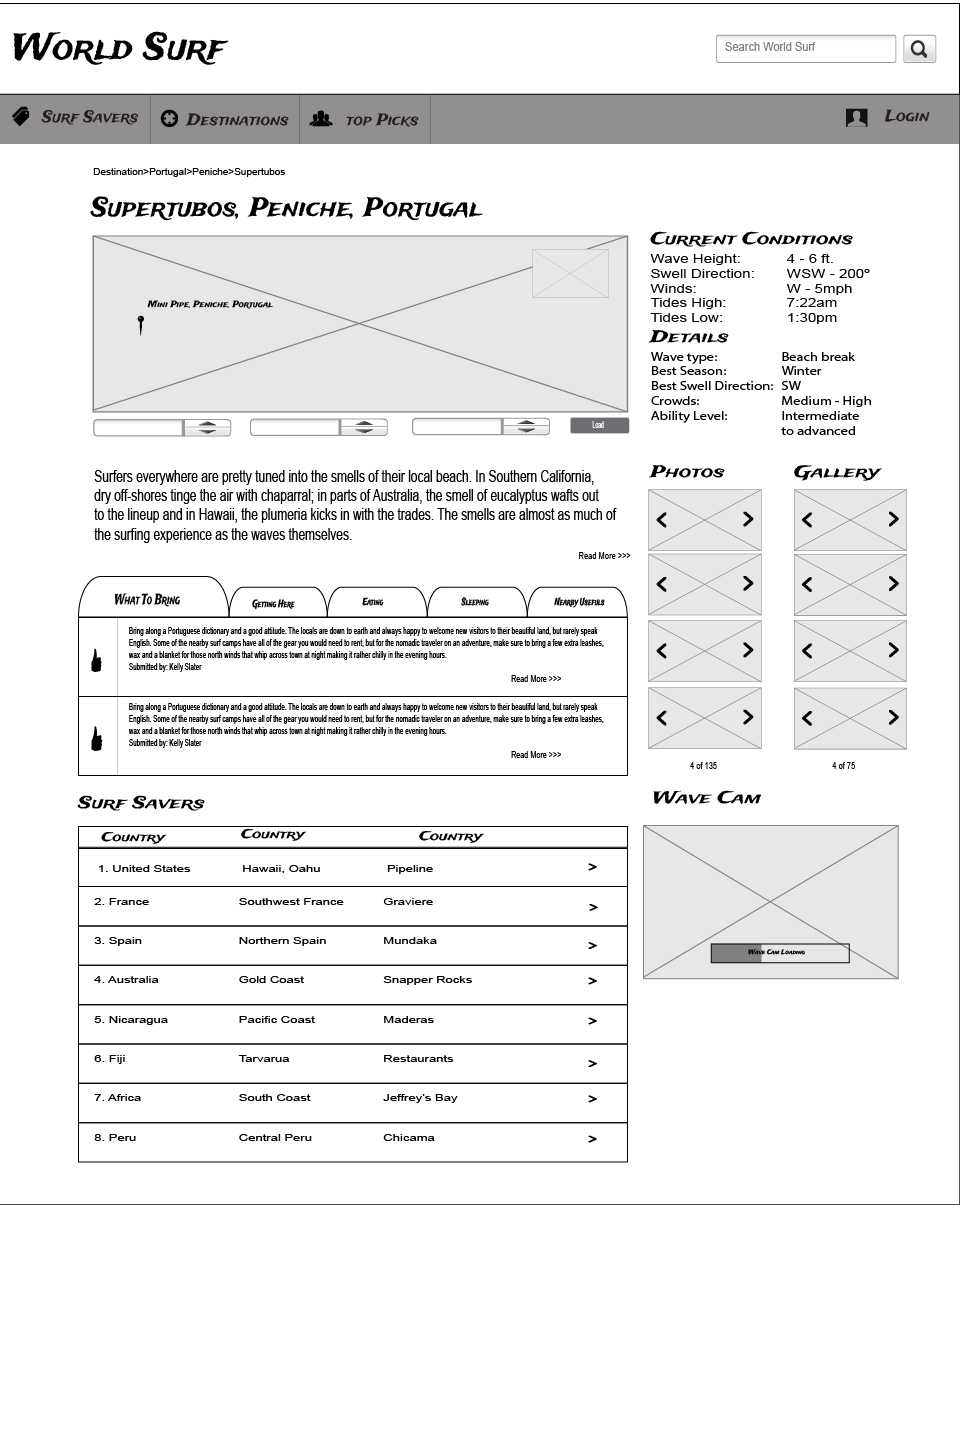 World Surf
Search World Surf
Surf Savers
Destinations
top Picks
Login
Destination>Portugal>Peniche>Supertubos
Supertubos, Peniche, Portugal
Mini Pipe, Peniche, Portugal
Load
Current Conditions
Wave Height: 4 - 6 ft.
Swell Direction: WSW - 200º
Winds: W - 5mph
Tides High: 7:22am
Tides Low: 1:30pm
Details
Wave type: Beach break
Best Season: Winter
Best Swell Direction: SW
Crowds: Medium - High
Ability Level: Intermediate
to advanced
Surfers everywhere are pretty tuned into the smells of their local beach. In Southern California,
dry off-shores tinge the air with chaparral; in parts of Australia, the smell of eucalyptus wafts out
to the lineup and in Hawaii, the plumeria kicks in with the trades. The smells are almost as much of
the surfing experience as the waves themselves.
Read More >>>
Photos
Gallery
4 of 135
4 of 75
What To Bring
Getting Here
Eating
Sleeping
Nearby Usefuls
Bring along a Portuguese dictionary and a good attitude. The locals are down to earth and always happy to welcome new visitors to their beautiful land, but rarely speak
English. Some of the nearby surf camps have all of the gear you would need to rent, but for the nomadic traveler on an adventure, make sure to bring a few extra leashes,
wax and a blanket for those north winds that whip across town at night making it rather chilly in the evening hours.
Submitted by: Kelly Slater
Read More >>>
Bring along a Portuguese dictionary and a good attitude. The locals are down to earth and always happy to welcome new visitors to their beautiful land, but rarely speak
English. Some of the nearby surf camps have all of the gear you would need to rent, but for the nomadic traveler on an adventure, make sure to bring a few extra leashes,
wax and a blanket for those north winds that whip across town at night making it rather chilly in the evening hours.
Submitted by: Kelly Slater
Read More >>>
Surf Savers
Country Country Country
1. United States Hawaii, Oahu Pipeline >
2. France Southwest France Graviere >
3. Spain Northern Spain Mundaka >
4. Australia Gold Coast Snapper Rocks >
5. Nicaragua Pacific Coast Maderas >
6. Fiji Tarvarua Restaurants >
7. Africa South Coast Jeffrey's Bay >
8. Peru Central Peru Chicama >
Wave Cam
Wave Cam Loading